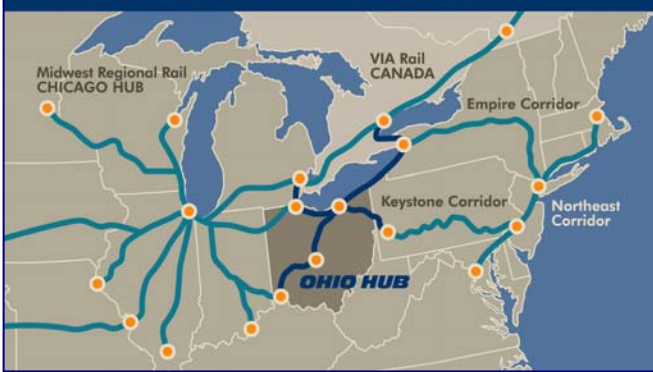 VIA Rail
CANADA
Midwest Regional Rail
CHICAGO HUB
Empire Corridor
Keystone Corridor
Northeast
Corridor
OHIO HUB